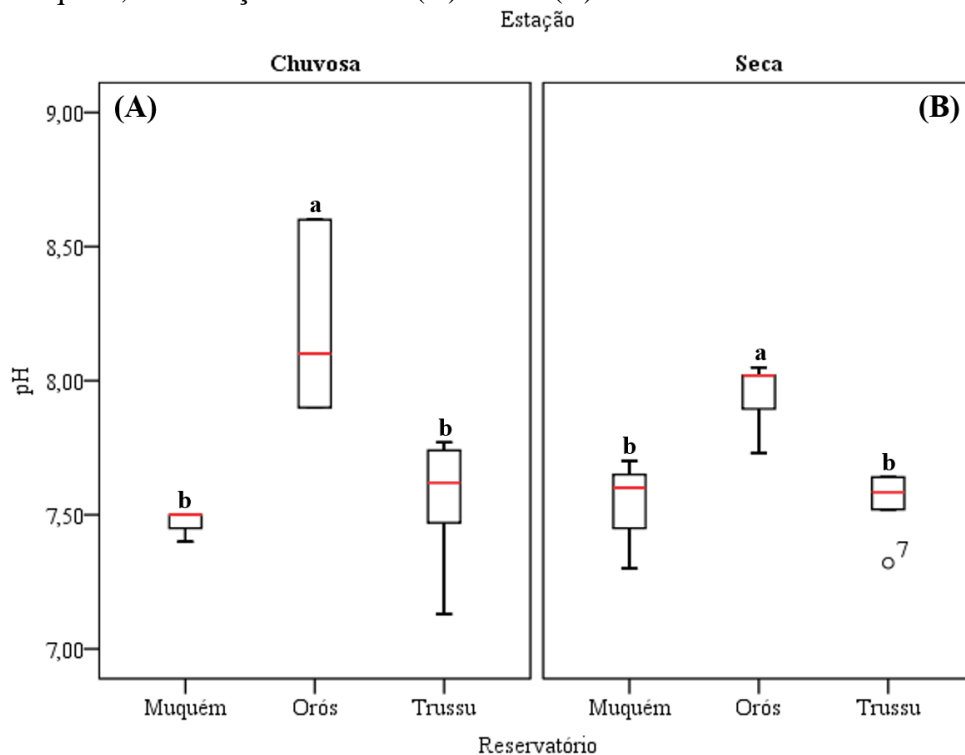 Estação
Chuvosa
Seca
(A)
(B)
9,00
8,50
8,00
7,50
7,00
pH
b
a
b
b
a
b
7
Muquém
Orós
Trussu
Muquém
Orós
Trussu
Reservatório